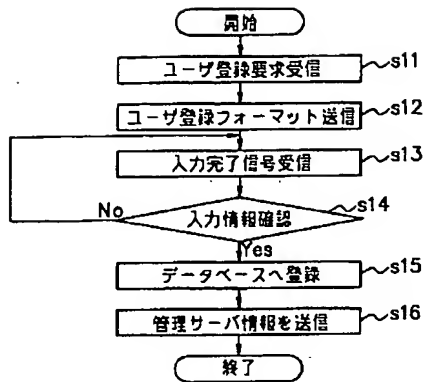 開始
ユーザ登録要求受信 s11
ユーザ登録フォーマット送信 s12
入力完了信号受信 s13
入力情報確認 s14
No
Yes
データベースへ登録 s15
管理サーバ情報を送信 s16
終了